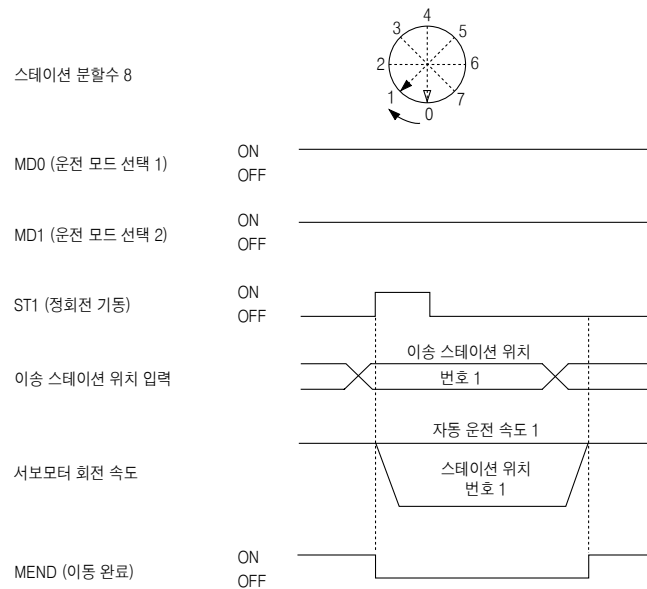 스테이션 분할수 8
4
3
5
2
6
1
7
0
MD0 (운전 모드 선택 1)
ON
OFF
MD1 (운전 모드 선택 2)
ON
OFF
ST1 (정회전 기동)
ON
OFF
이송 스테이션 위치 입력
이송 스테이션 위치
번호 1
서보모터 회전 속도
자동 운전 속도 1
스테이션 위치
번호 1
MEND (이동 완료)
ON
OFF